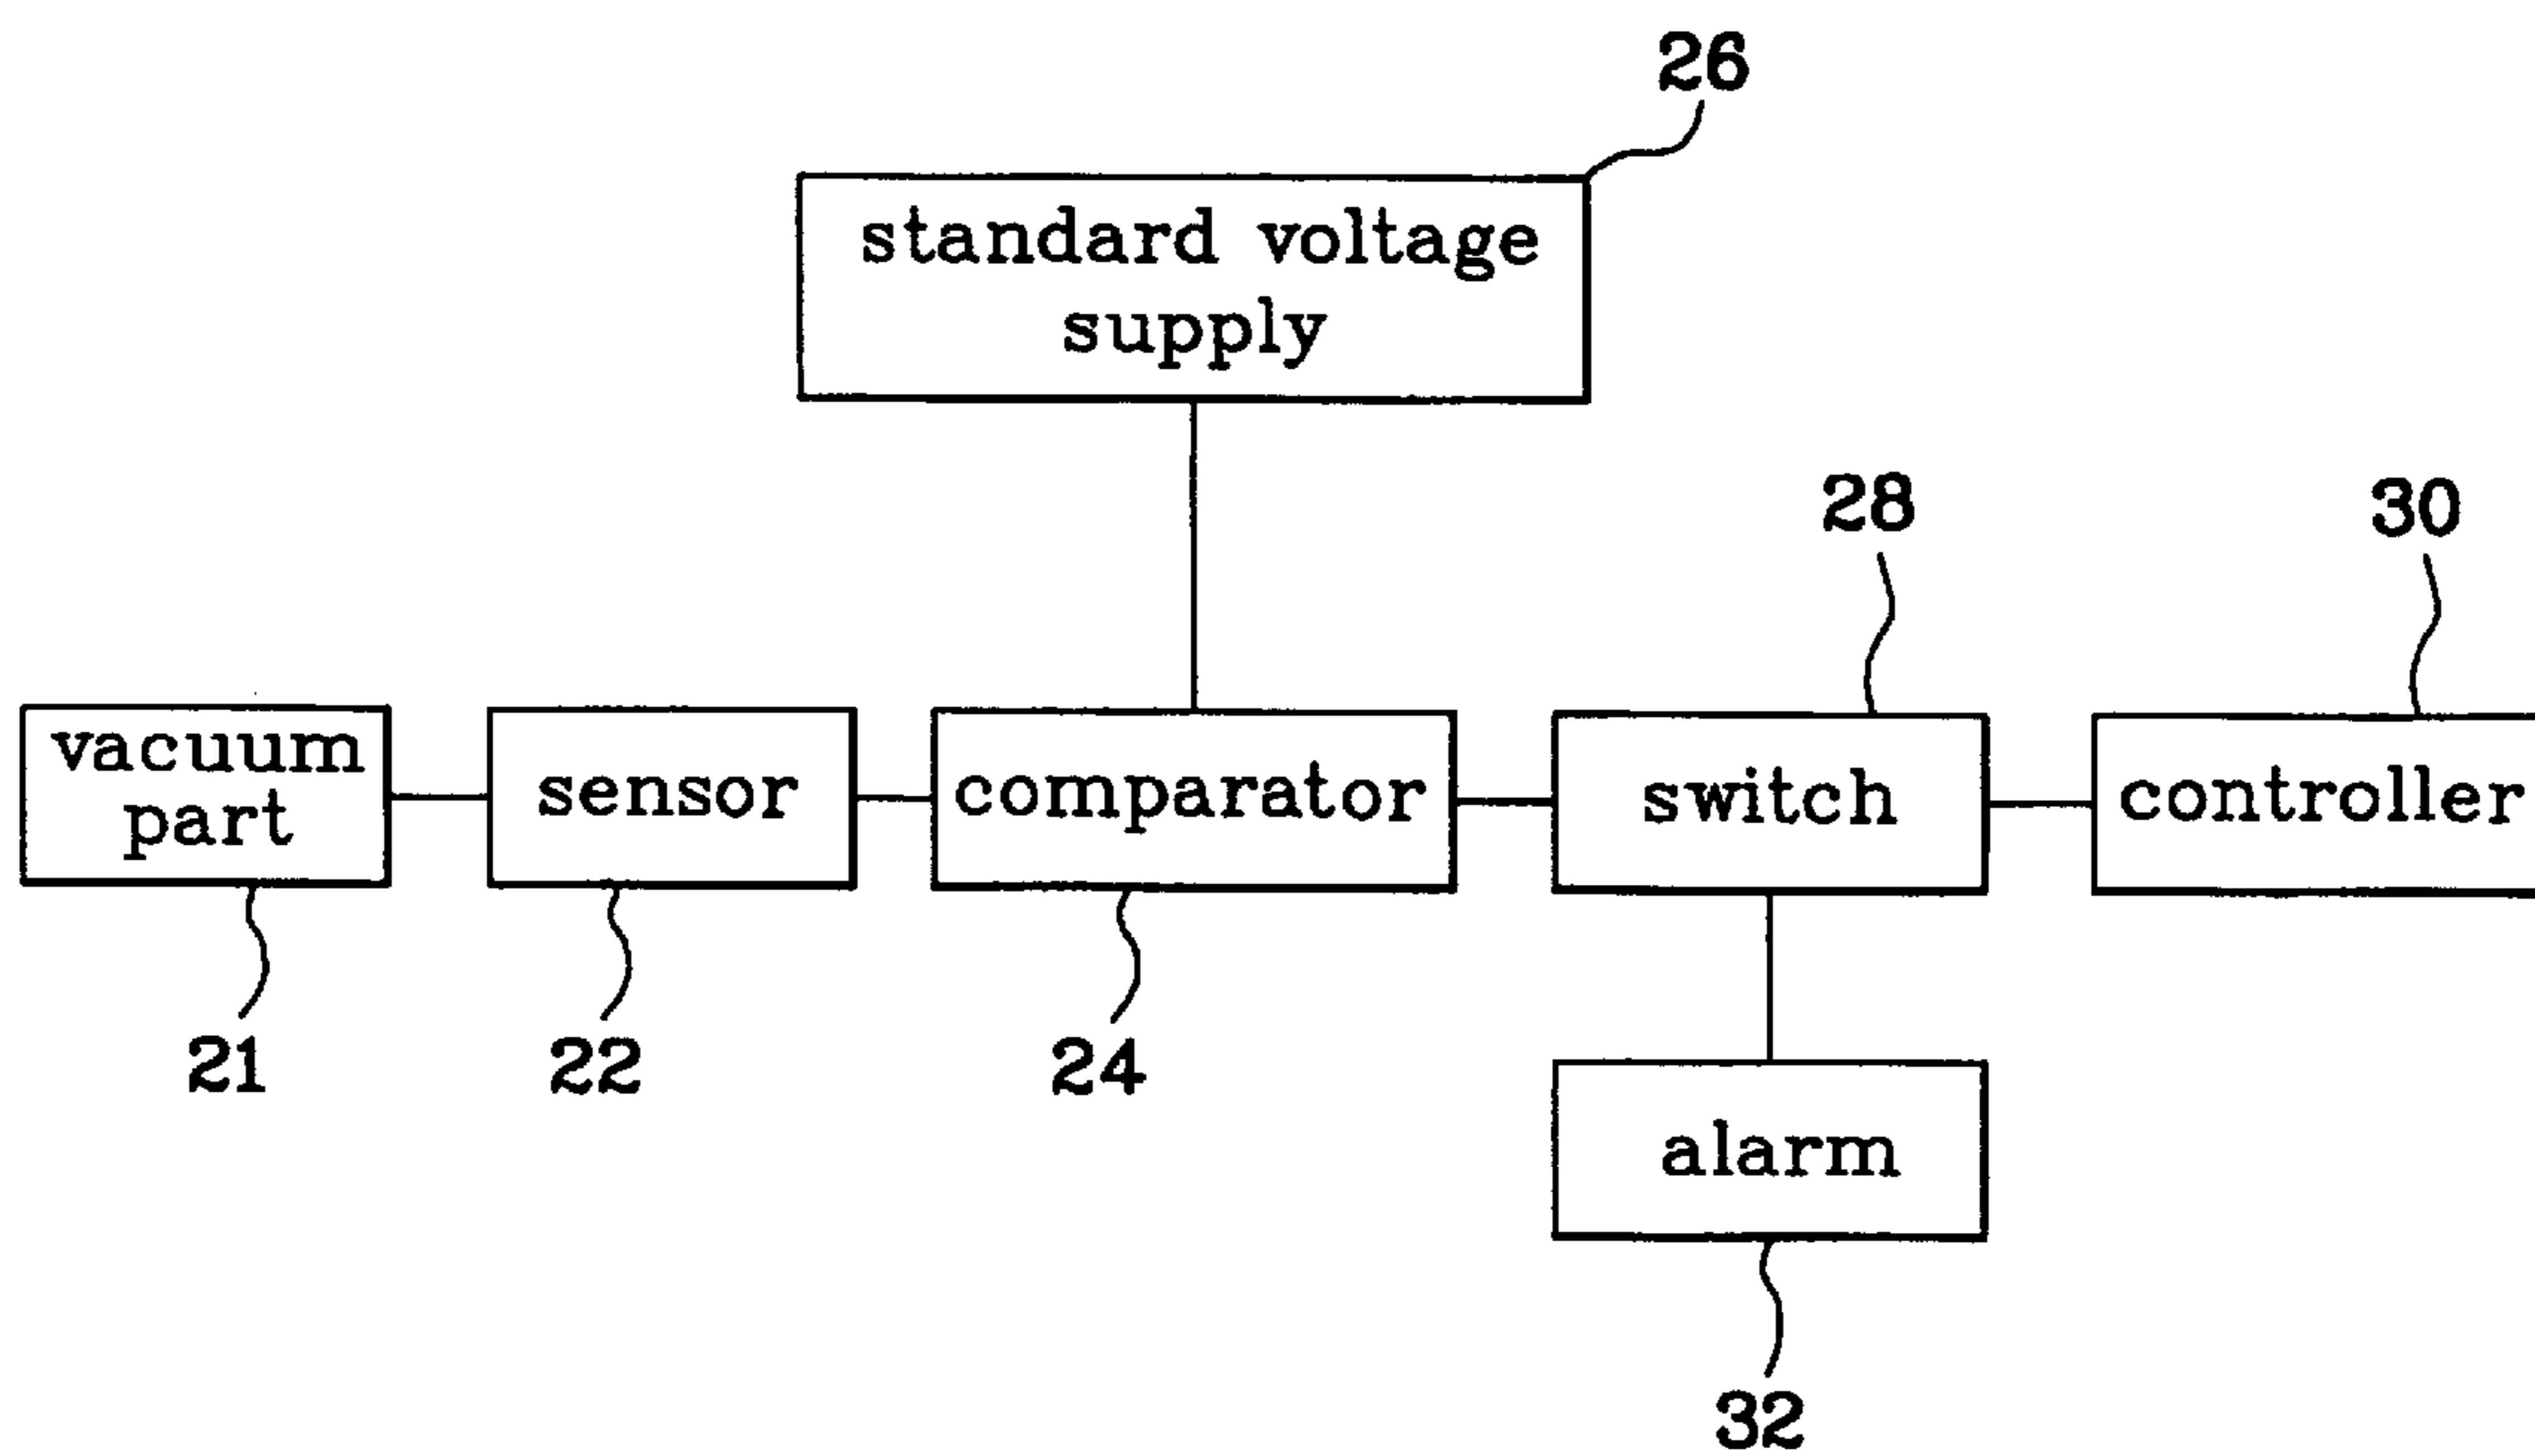 26
standard voltage
supply
28
30
vacuum
part
sensor
comparator
switch
controller
21
22
24
alarm
32